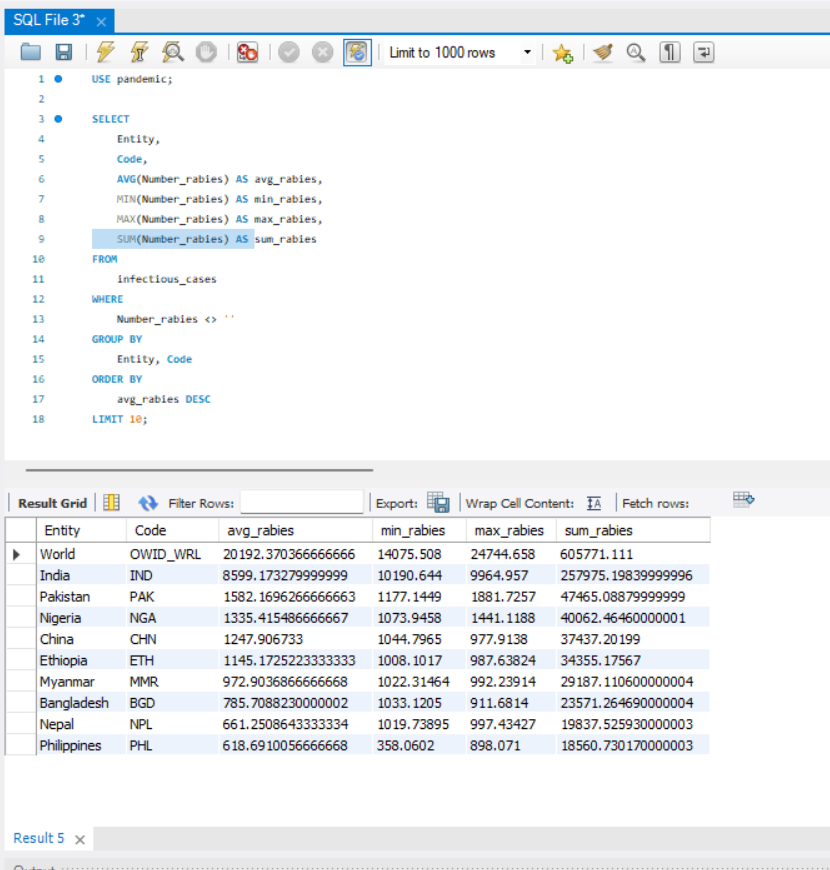 SQL File 3* ×
Limit to 1000 rows
1 USE pandemic;
2
3 SELECT
4 Entity,
5 Code,
6 AVG(Number_rabies) AS avg_rabies,
7 MIN(Number_rabies) AS min_rabies,
8 MAX(Number_rabies) AS max_rabies,
9 SUM(Number_rabies) AS sum_rabies
10 FROM
11 infectious_cases
12 WHERE
13 Number_rabies <> ''
14 GROUP BY
15 Entity, Code
16 ORDER BY
17 avg_rabies DESC
18 LIMIT 10;
Result Grid Filter Rows: Export: Wrap Cell Content: IA Fetch rows:
Entity Code avg_rabies min_rabies max_rabies sum_rabies
World OWID_WRL 20192.370366666666 14075.508 24744.658 605771.111
India IND 8599.173279999999 10190.644 9964.957 257975.19839999996
Pakistan PAK 1582.1696266666663 1177.1449 1881.7257 47465.08879999999
Nigeria NGA 1335.415486666667 1073.9458 1441.1188 40062.46460000001
China CHN 1247.906733 1044.7965 977.9138 37437.20199
Ethiopia ETH 1145.1725223333333 1008.1017 987.63824 34355.17567
Myanmar MMR 972.9036866666668 1022.31464 992.23914 29187.110600000004
Bangladesh BGD 785.7088230000002 1033.1205 911.6814 23571.264690000004
Nepal NPL 661.2508643333334 1019.73895 997.43427 19837.525930000003
Philippines PHL 618.6910056666668 358.0602 898.071 18560.730170000003
Result 5 ×
Output